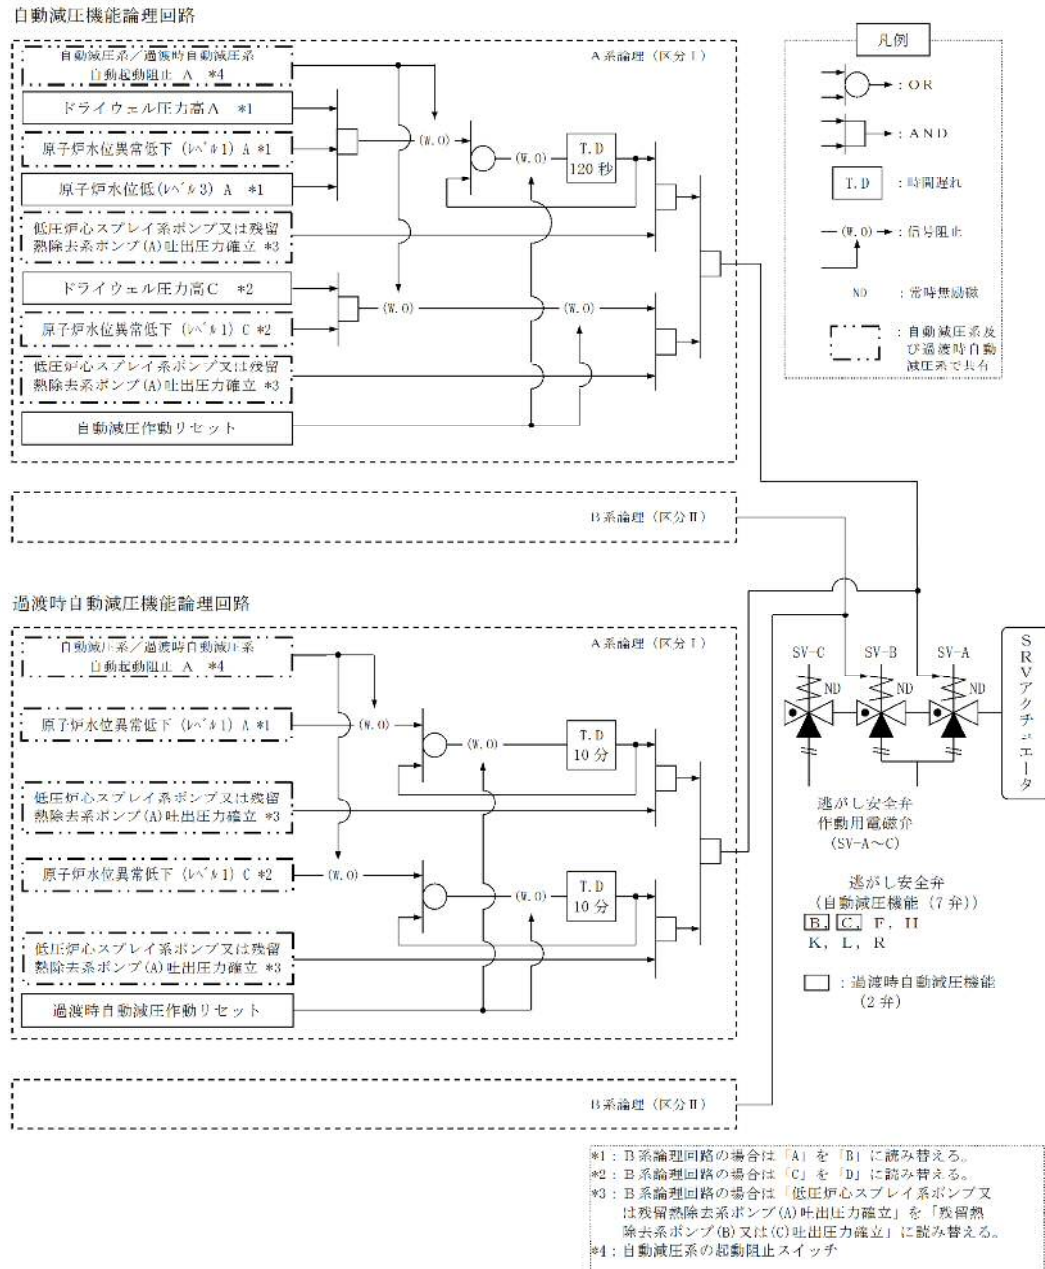 自動減圧機能論理回路
A系論理(区分Ⅰ)
自動減圧系/過渡時自動減圧系
自動起動阻止 A *4
ドライウェル圧力高A *1
原子炉水位異常低下(レベル1)A *1
原子炉水位低(レベル3) A *1
低圧炉心スプレイ系ポンプ又は残留
熱除去系ポンプ(A)吐出圧力確立 *3
ドライウェル圧力高C *2
原子炉水位異常低下(レベル1)C *2
低圧炉心スプレイ系ポンプ又は残留
熱除去系ポンプ(A)吐出圧力確立 *3
自動減圧作動リセット
(W.O)
(W.O)
T.D
120秒
(W.O)
(W.O)
凡例
:OR
:AND
T.D :時間遅れ
(W.O) :信号阻止
ND :常時無励磁
:自動減圧系及
び過渡時自動
減圧系で共有
B系論理(区分Ⅱ)
過渡時自動減圧機能論理回路
A系論理(区分Ⅰ)
自動減圧系/過渡時自動減圧系
自動起動阻止 A *4
原子炉水位異常低下(レベル1)A *1
低圧炉心スプレイ系ポンプ又は残留
熱除去系ポンプ(A)吐出圧力確立 *3
原子炉水位異常低下(レベル1)C *2
低圧炉心スプレイ系ポンプ又は残留
熱除去系ポンプ(A)吐出圧力確立 *3
過渡時自動減圧作動リセット
(W.O)
(W.O)
T.D
10分
(W.O)
(W.O)
T.D
10分
B系論理(区分Ⅱ)
SV-C
SV-B
SV-A
ND
ND
ND
SRVアクチュエータ
逃がし安全弁
作動用電磁弁
(SV-A~C)
逃がし安全弁
(自動減圧機能(7弁))
B, C, F, H
K, L, R
:過渡時自動減圧機能
(2弁)
*1:B系論理回路の場合は「A」を「B」に読み替える。
*2:B系論理回路の場合は「C」を「D」に読み替える。
*3:B系論理回路の場合は「低圧炉心スプレイ系ポンプ又
は残留熱除去系ポンプ(A)吐出圧力確立」を「残留熱
除去系ポンプ(B)又は(C)吐出圧力確立」に読み替える。
*4:自動減圧系の起動阻止スイッチ